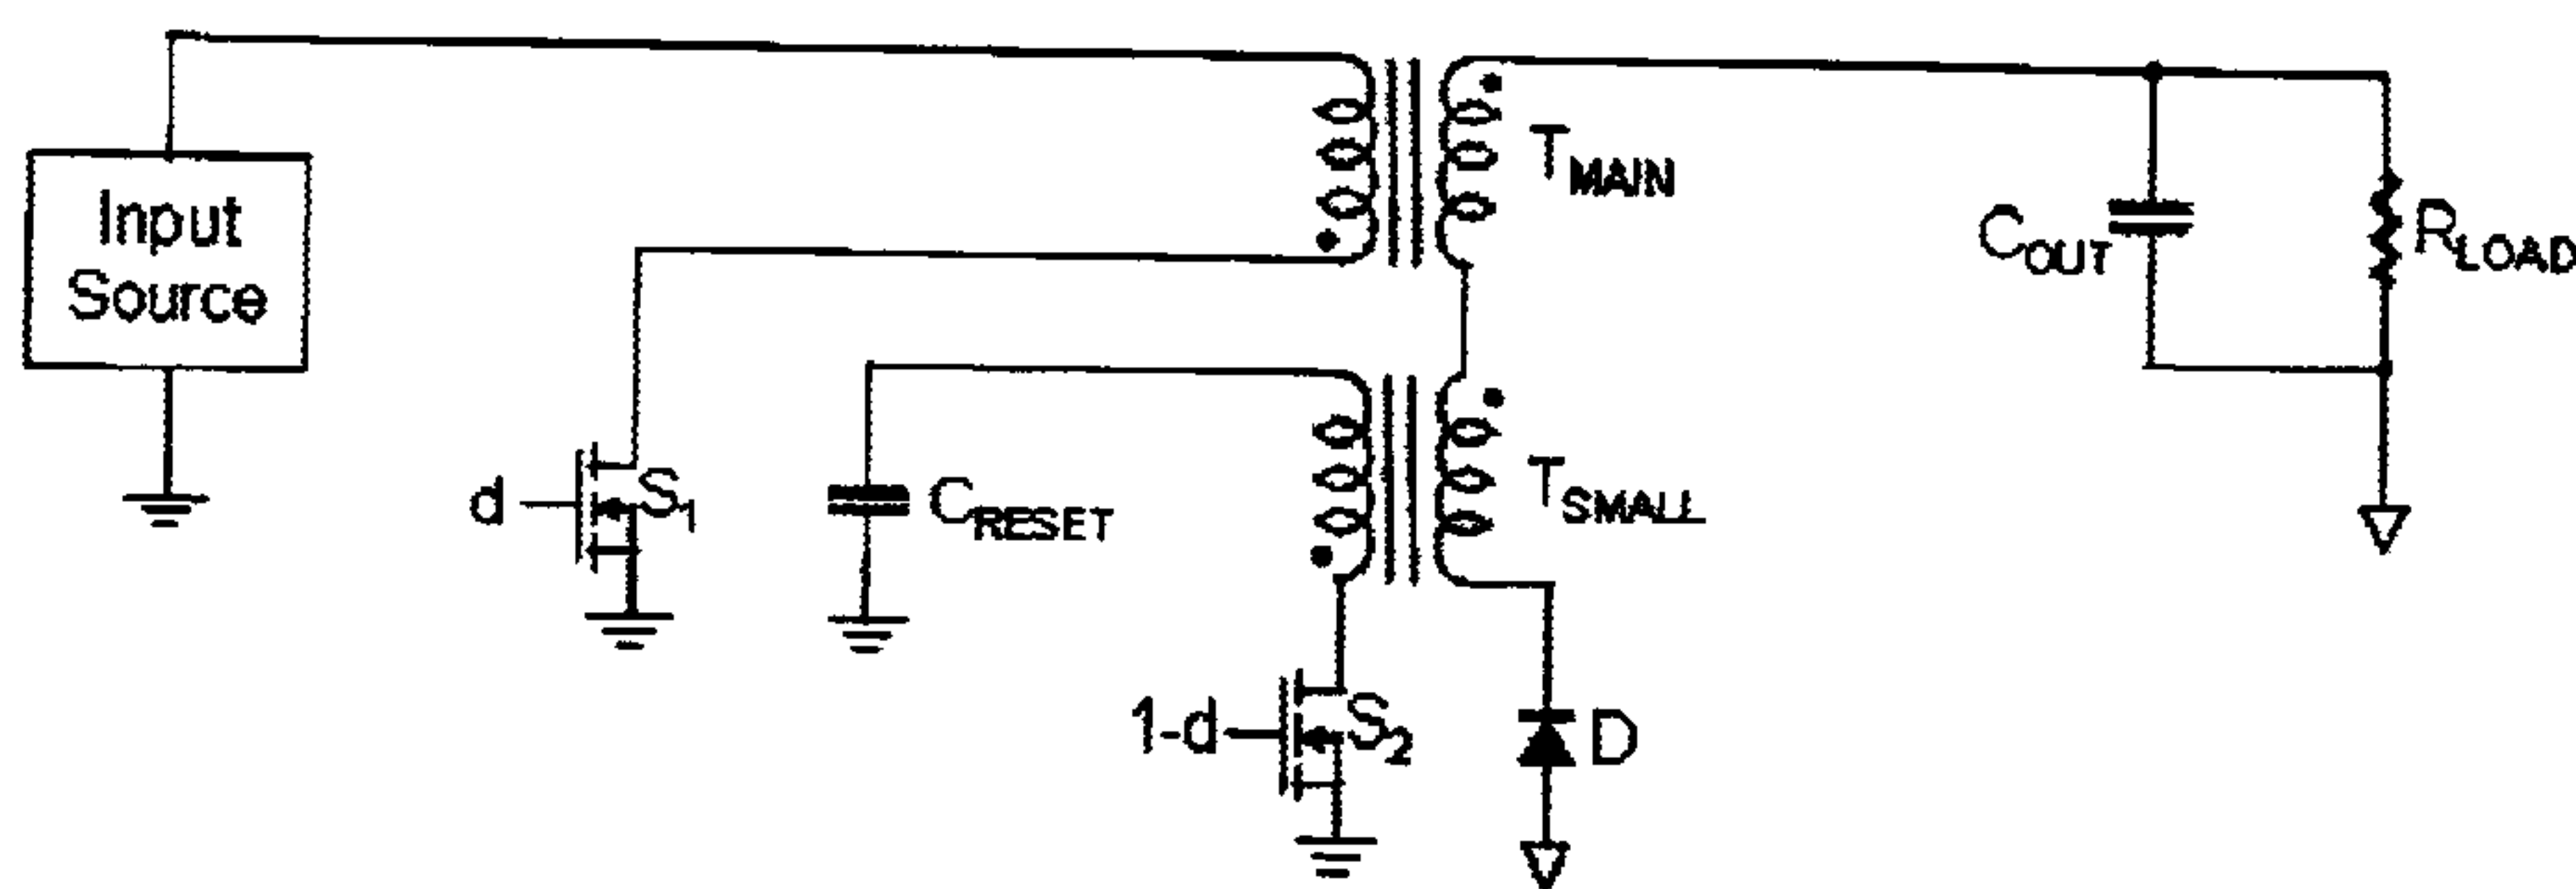 Input
Source
T_MAIN
C_OUT
R_LOAD
d
S_1
C_RESET
T_SMALL
1-d
S_2
D